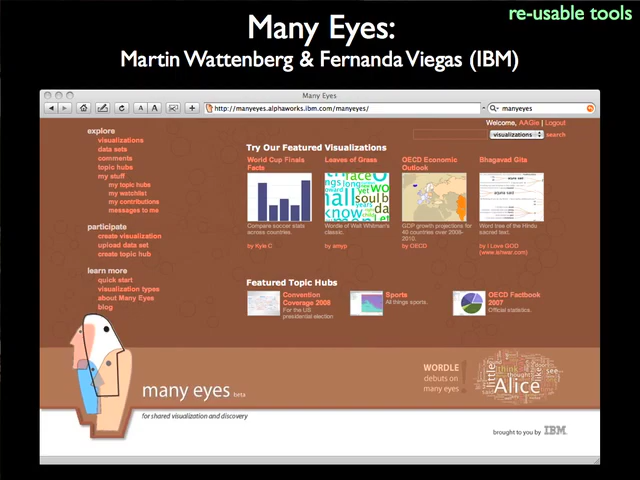 re-usable tools
Many Eyes:
Martin Wattenberg & Fernanda Viegas (IBM)
Many Eyes
A A
http://manyeyes.alphaworks.ibm.com/manyeyes/
manyeyes
Welcome, AAGie | Logout
visualizations
search
explore
visualizations
data sets
comments
topic hubs
my stuff
my topic hubs
my watchlist
my contributions
messages to me
participate
create visualization
upload data set
create topic hub
learn more
quick start
visualization types
about Many Eyes
blog
Try Our Featured Visualizations
World Cup Finals
Facts
Compare soccer stats
across countries.
by Kyle C
Leaves of Grass
Wordle of Walt Whitman's
classic.
by amyp
OECD Economic
Outlook
GDP growth projections for
40 countries over 2008-
2010.
by OECD
Bhagavad Gita
Word tree of the Hindu
sacred text.
by I Love GOD
(www.iskwar.com)
Featured Topic Hubs
Convention
Coverage 2008
For the US
presidential election
Sports
All things sports.
OECD Factbook
2007
Official statistics.
many eyes beta
for shared visualization and discovery
WORDLE
debuts on
many eyes
little
think
thought
like
see
Alice
brought to you by IBM